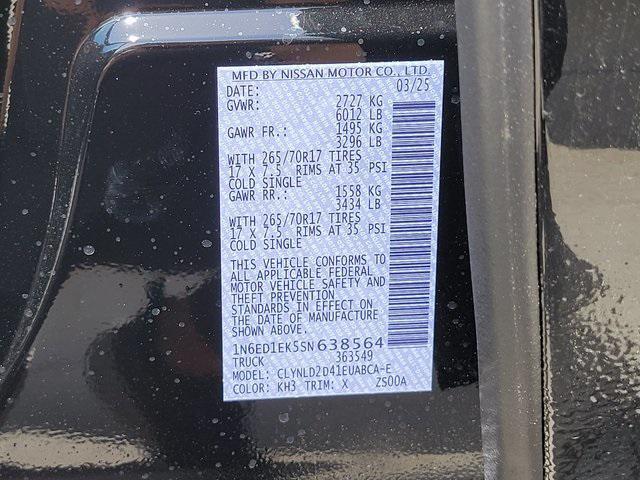 MFD BY NISSAN MOTOR CO., LTD.
DATE: 03/25
GVWR: 2727 KG
6012 LB
GAWR FR.: 1495 KG
3296 LB
WITH 265/70R17 TIRES
17 X 7.5 RIMS AT 35 PSI
COLD SINGLE
GAWR RR.: 1558 KG
3434 LB
WITH 265/70R17 TIRES
17 X 7.5 RIMS AT 35 PSI
COLD SINGLE
THIS VEHICLE CONFORMS TO
ALL APPLICABLE FEDERAL
MOTOR VEHICLE SAFETY AND
THEFT PREVENTION
STANDARDS IN EFFECT ON
THE DATE OF MANUFACTURE
SHOWN ABOVE.
1N6ED1EK5SN638564
TRUCK 363549
MODEL: CLYNLD2D41EUABCA-E
COLOR: KH3 TRIM: X ZS00A